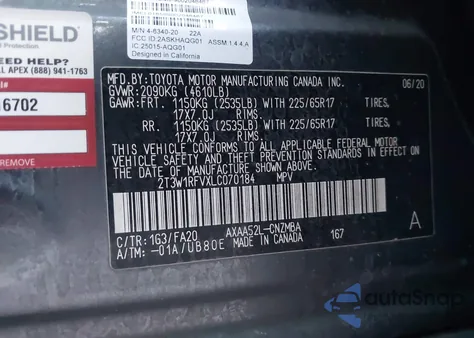 M/N:4-6340-20 22A
FCC ID:2ASKHAQG01 ASSM:1.4.4.A
IC:25015-AQG01
Designed in California
SHIELD
Protection
NEED HELP?
CALL APEX (888) 941-1763
6702
MFD.BY:TOYOTA MOTOR MANUFACTURING CANADA INC. 06/20
GVWR:2090KG (4610LB)
GAWR:FRT. 1150KG (2535LB) WITH 225/65R17 TIRES,
17X7.0J RIMS.
RR. 1150KG (2535LB) WITH 225/65R17 TIRES,
17X7.0J RIMS.
THIS VEHICLE CONFORMS TO ALL APPLICABLE FEDERAL MOTOR
VEHICLE SAFETY AND THEFT PREVENTION STANDARDS IN
EFFECT ON THE DATE OF MANUFACTURE SHOWN ABOVE.
2T3W1RFVXLC070184 MPV
A
C/TR:1G3/FA20 AXAA52L-CNZMBA
A/TM:-01A/UB80E MADE IN CANADA 167
autoSnap